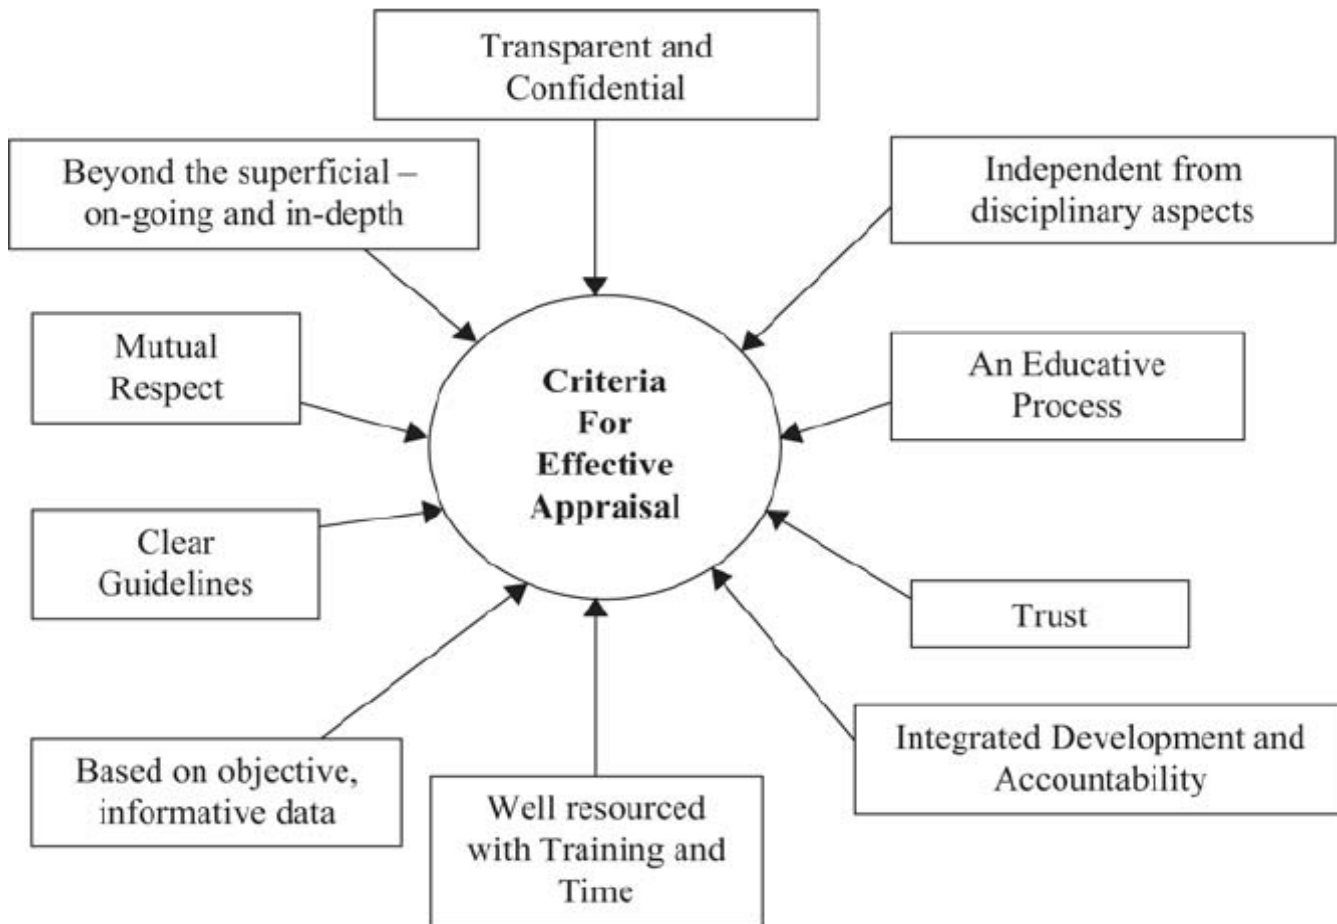 Transparent and
Confidential
Beyond the superficial –
on-going and in-depth
Independent from
disciplinary aspects
Mutual
Respect
Criteria
For
Effective
Appraisal
An Educative
Process
Clear
Guidelines
Trust
Based on objective,
informative data
Well resourced
with Training and
Time
Integrated Development and
Accountability